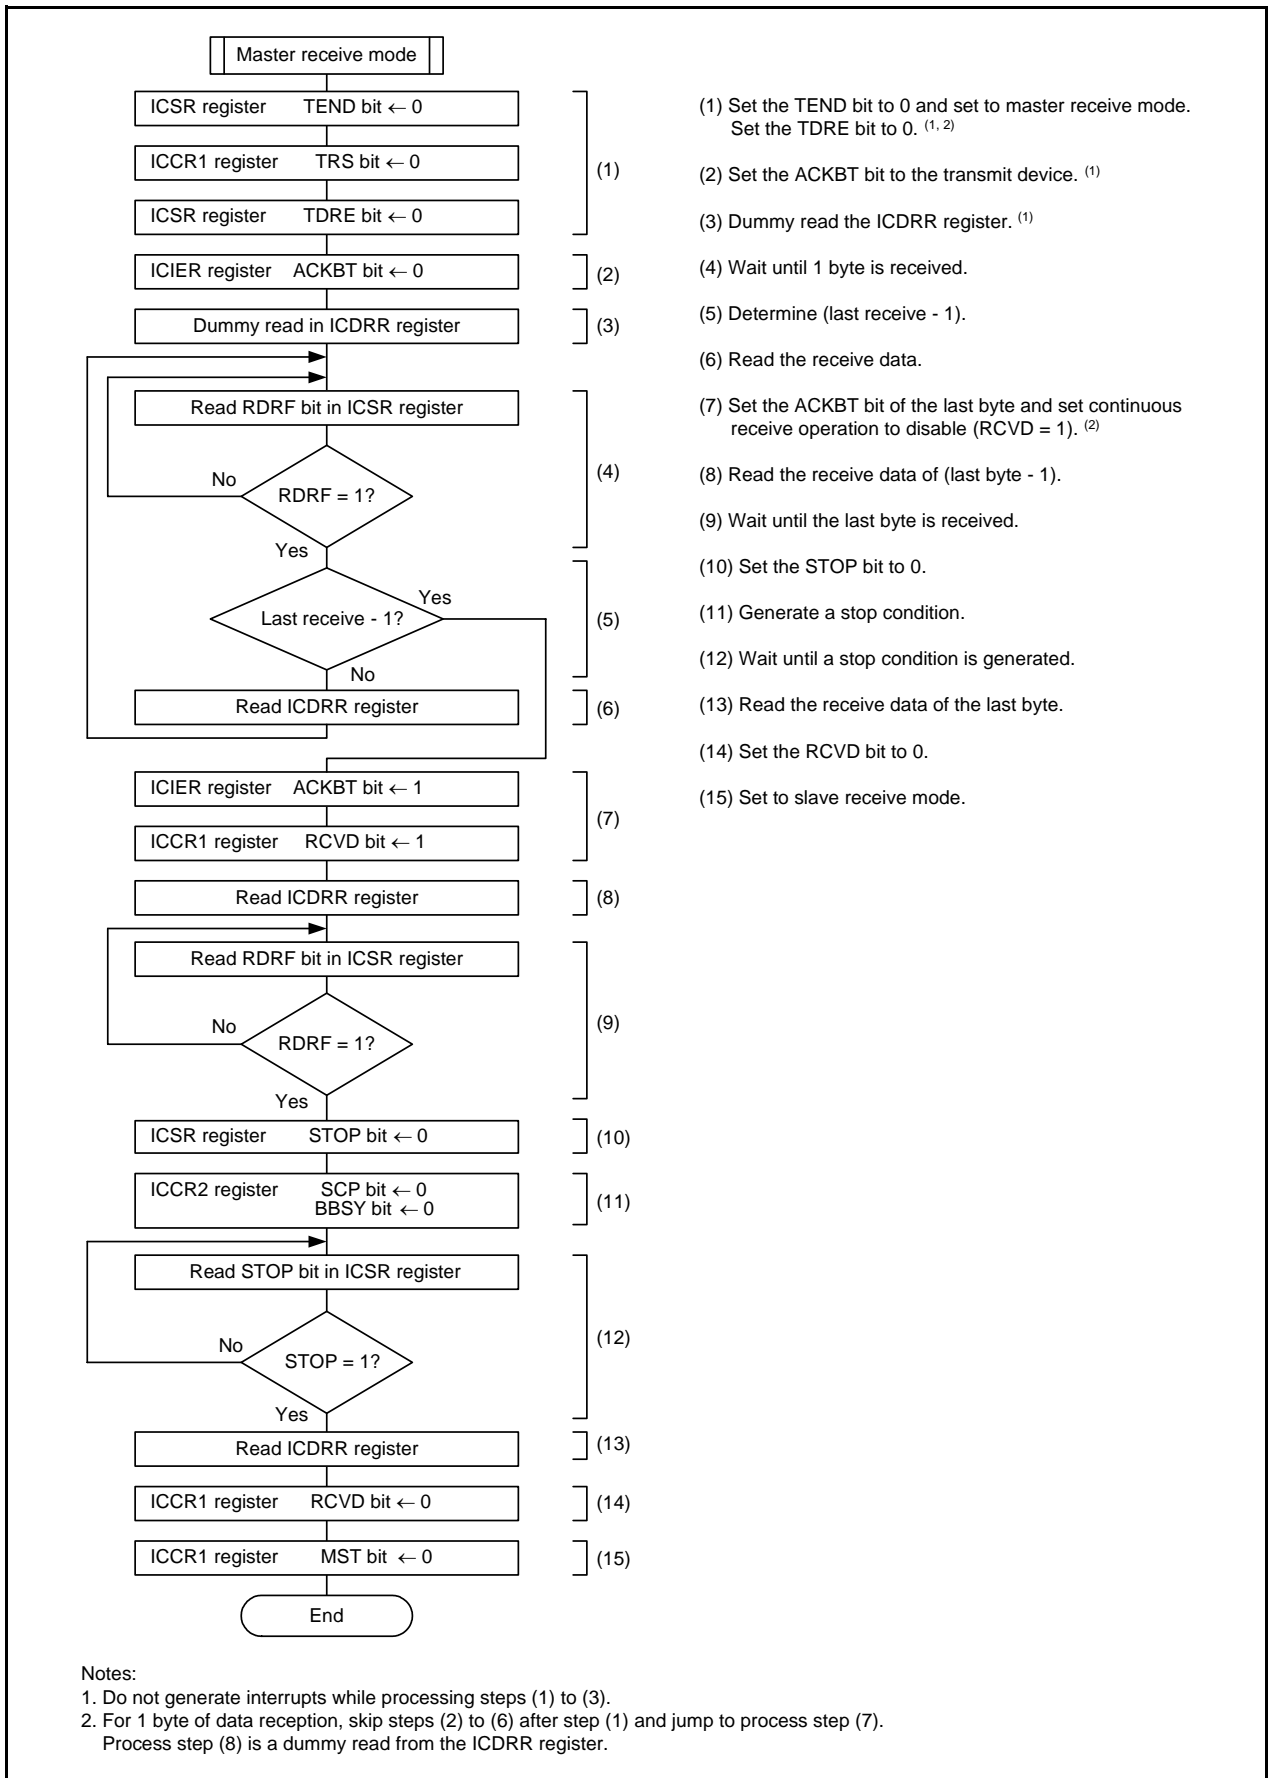 Master receive mode
ICSR register TEND bit ← 0
ICCR1 register TRS bit ← 0
(1)
ICSR register TDRE bit ← 0
ICIER register ACKBT bit ← 0
(2)
Dummy read in ICDRR register
(3)
Read RDRF bit in ICSR register
(4)
No
RDRF = 1?
Yes
Last receive - 1?
Yes
(5)
No
Read ICDRR register
(6)
ICIER register ACKBT bit ← 1
(7)
ICCR1 register RCVD bit ← 1
Read ICDRR register
(8)
Read RDRF bit in ICSR register
(9)
No
RDRF = 1?
Yes
ICSR register STOP bit ← 0
(10)
ICCR2 register SCP bit ← 0
BBSY bit ← 0
(11)
Read STOP bit in ICSR register
(12)
No
STOP = 1?
Yes
Read ICDRR register
(13)
ICCR1 register RCVD bit ← 0
(14)
ICCR1 register MST bit ← 0
(15)
End
(1) Set the TEND bit to 0 and set to master receive mode.
Set the TDRE bit to 0. (1, 2)
(2) Set the ACKBT bit to the transmit device. (1)
(3) Dummy read the ICDRR register. (1)
(4) Wait until 1 byte is received.
(5) Determine (last receive - 1).
(6) Read the receive data.
(7) Set the ACKBT bit of the last byte and set continuous
receive operation to disable (RCVD = 1). (2)
(8) Read the receive data of (last byte - 1).
(9) Wait until the last byte is received.
(10) Set the STOP bit to 0.
(11) Generate a stop condition.
(12) Wait until a stop condition is generated.
(13) Read the receive data of the last byte.
(14) Set the RCVD bit to 0.
(15) Set to slave receive mode.
Notes:
1. Do not generate interrupts while processing steps (1) to (3).
2. For 1 byte of data reception, skip steps (2) to (6) after step (1) and jump to process step (7).
Process step (8) is a dummy read from the ICDRR register.